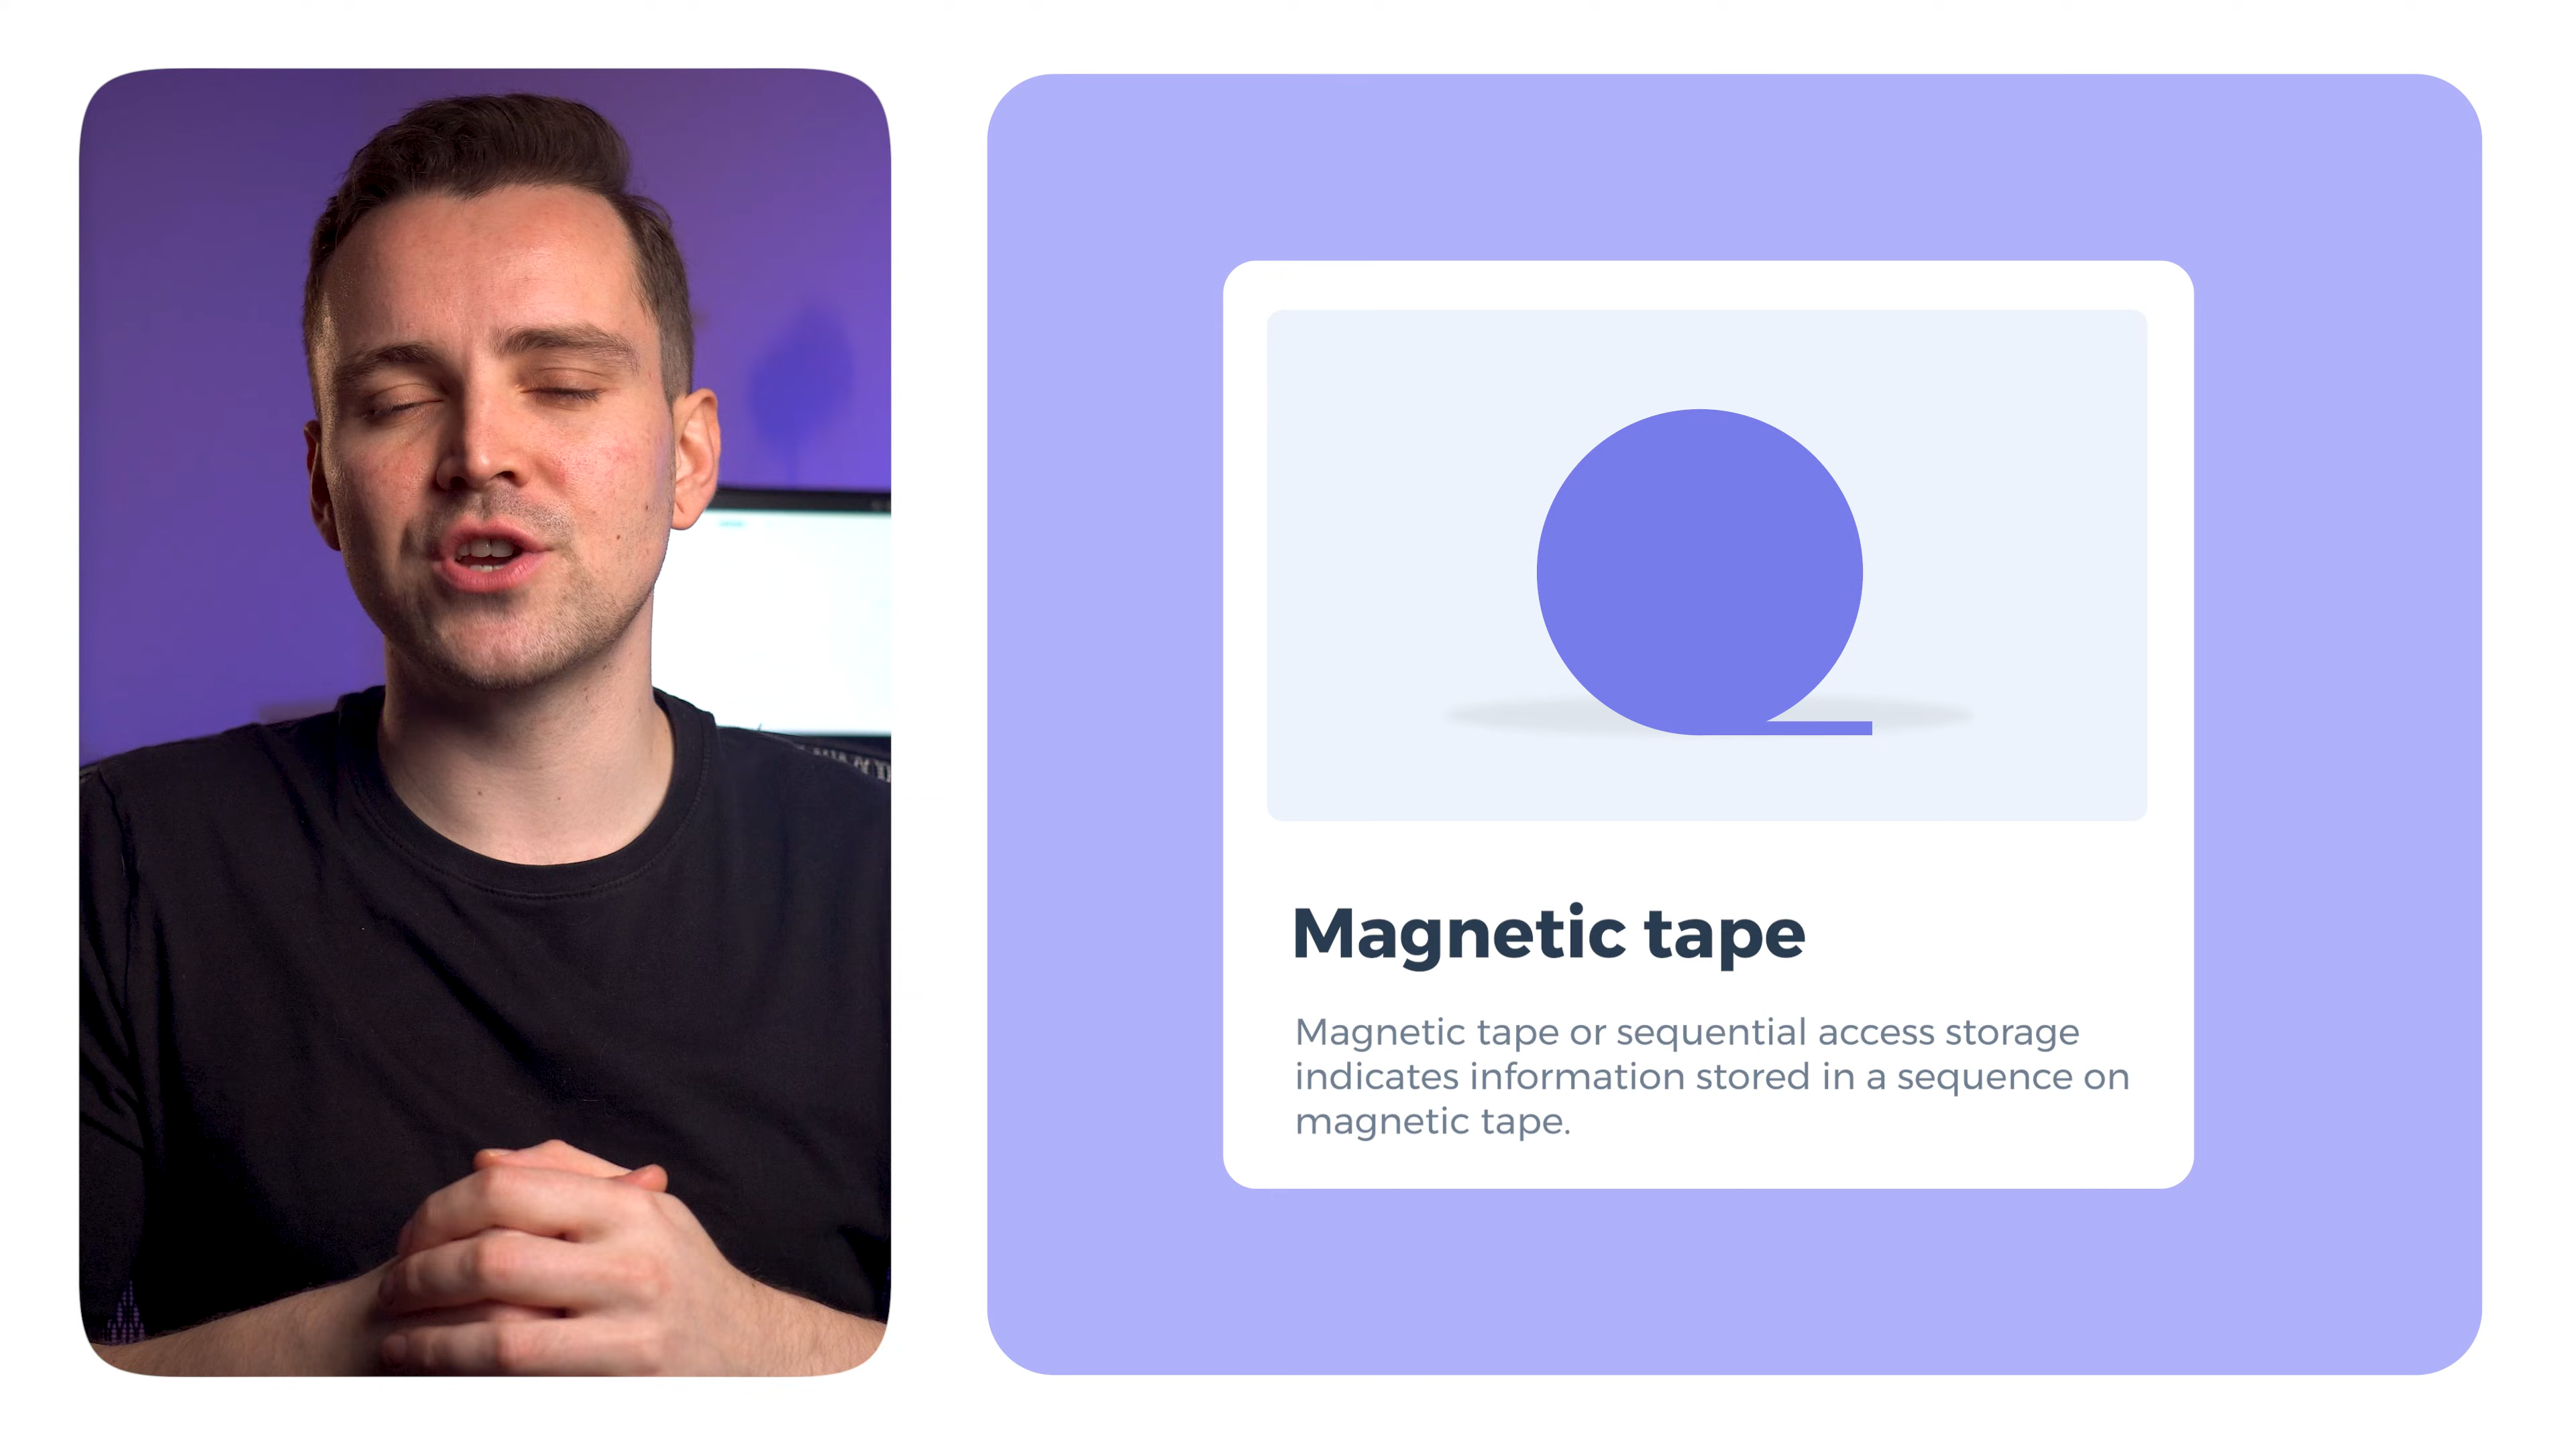 Magnetic tape
Magnetic tape or sequential access storage
indicates information stored in a sequence on
magnetic tape.